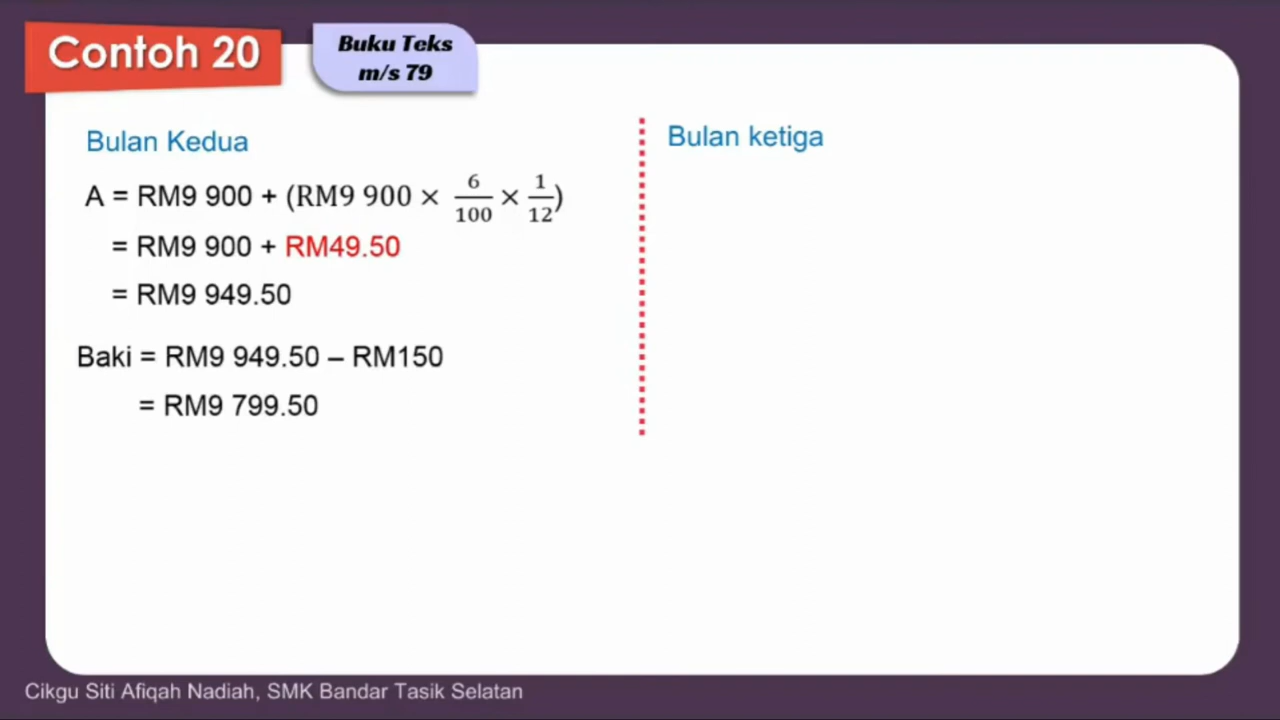 Contoh 20
Buku Teks
m/s 79
Bulan Kedua
A = RM9 900 + (RM9 900 × 6/100 × 1/12)
= RM9 900 + RM49.50
= RM9 949.50
Baki = RM9 949.50 – RM150
= RM9 799.50
Bulan ketiga
Cikgu Siti Afiqah Nadiah, SMK Bandar Tasik Selatan